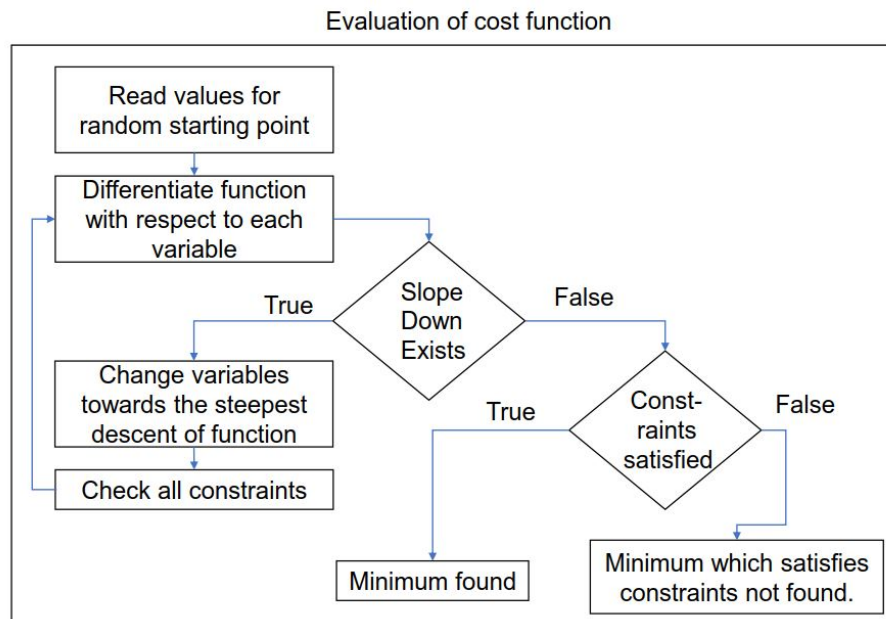 Evaluation of cost function
Read values for
random starting point
Differentiate function
with respect to each
variable
Slope
Down
Exists
True
False
Change variables
towards the steepest
descent of function
Check all constraints
Const-
raints
satisfied
True
False
Minimum found
Minimum which satisfies
constraints not found.